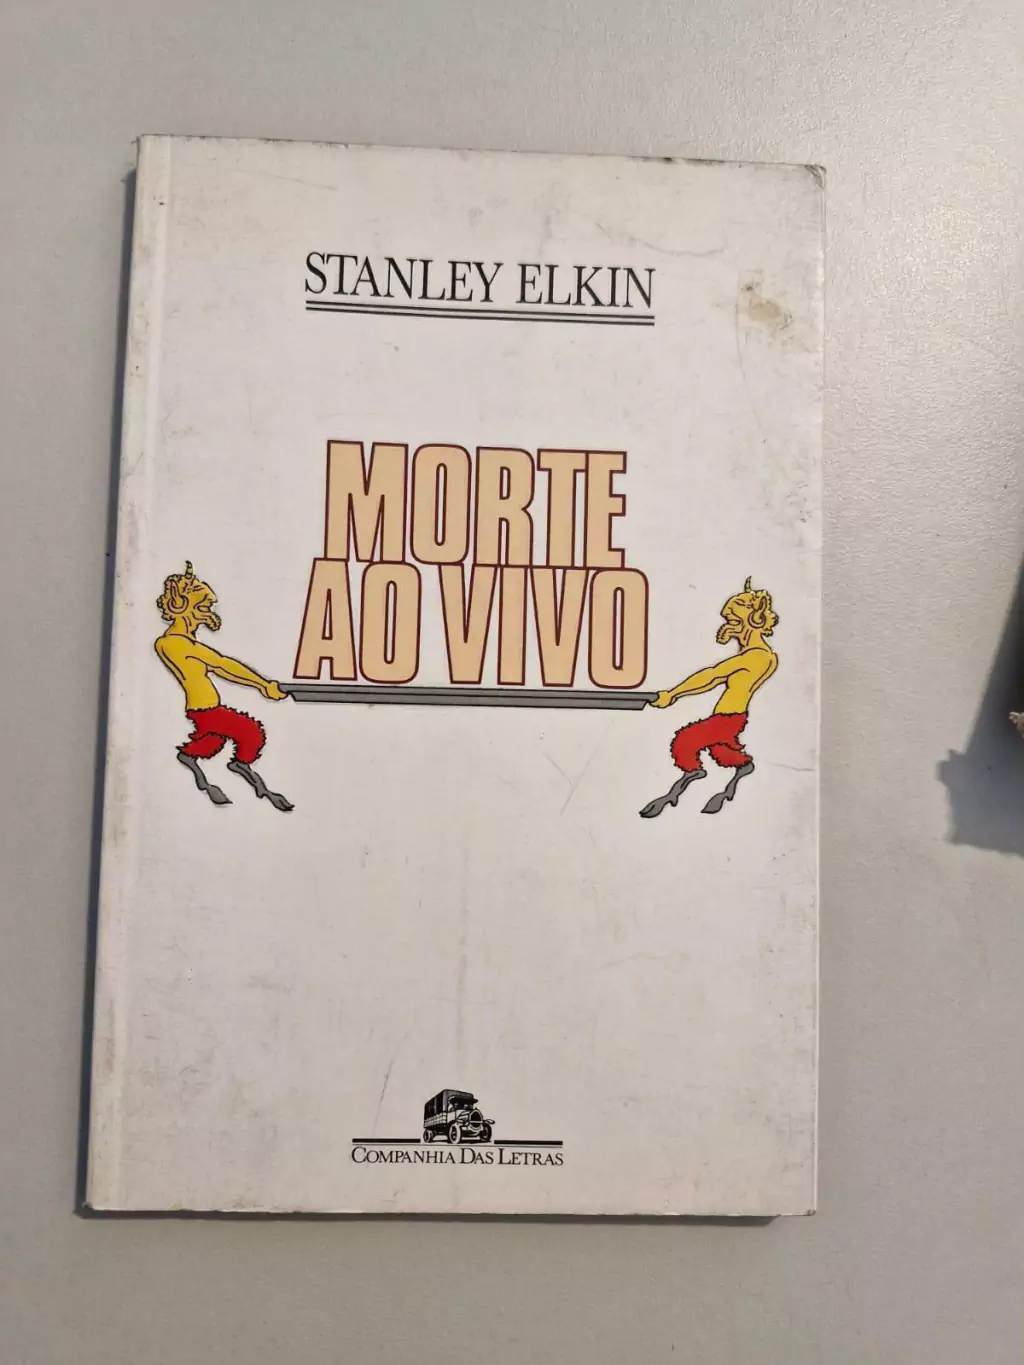 STANLEY ELKIN
MORTE
AO VIVO
COMPANHIA DAS LETRAS